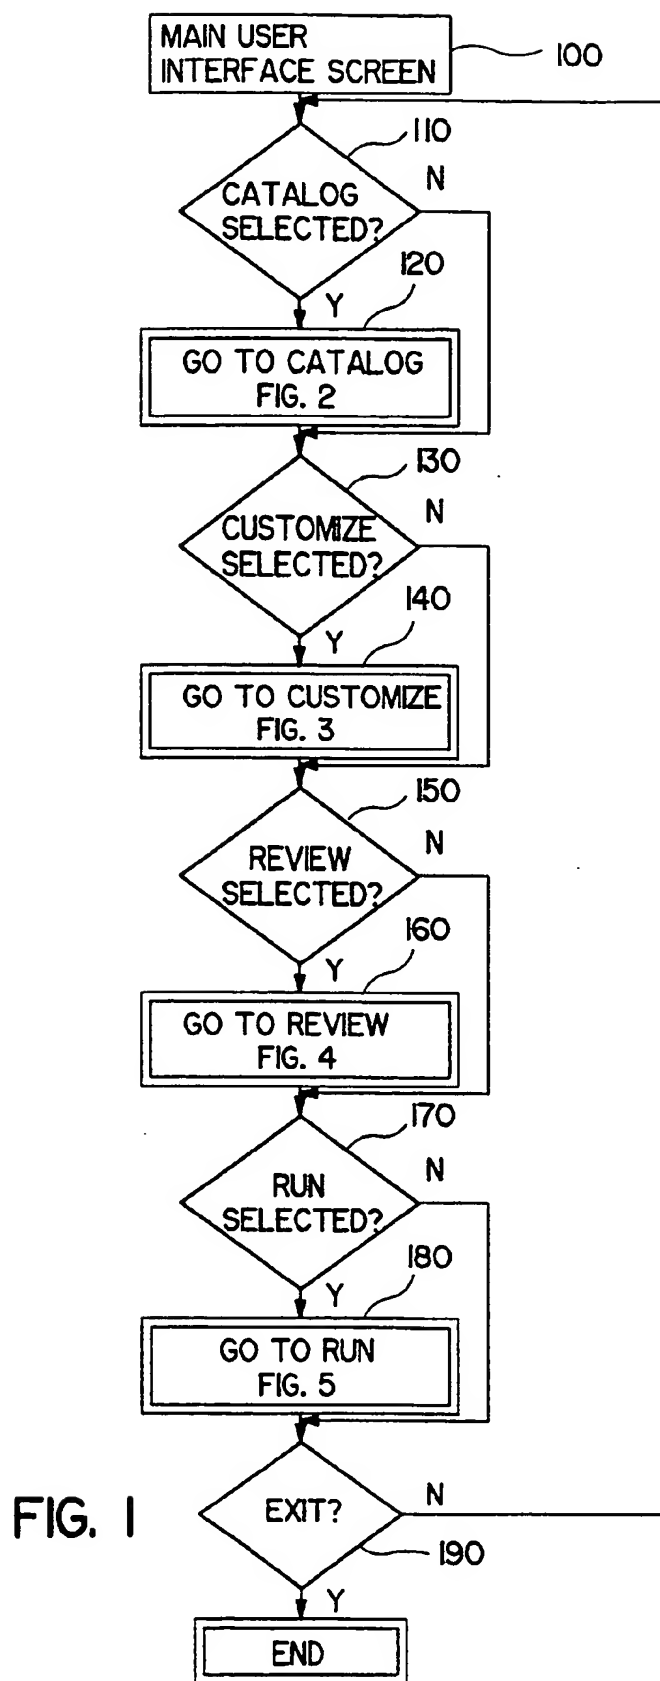 MAIN USER
INTERFACE SCREEN
100
110
N
CATALOG
SELECTED?
120
Y
GO TO CATALOG
FIG. 2
130
N
CUSTOMIZE
SELECTED?
140
Y
GO TO CUSTOMIZE
FIG. 3
150
N
REVIEW
SELECTED?
160
Y
GO TO REVIEW
FIG. 4
170
N
RUN
SELECTED?
180
Y
GO TO RUN
FIG. 5
N
EXIT?
FIG. 1
190
Y
END